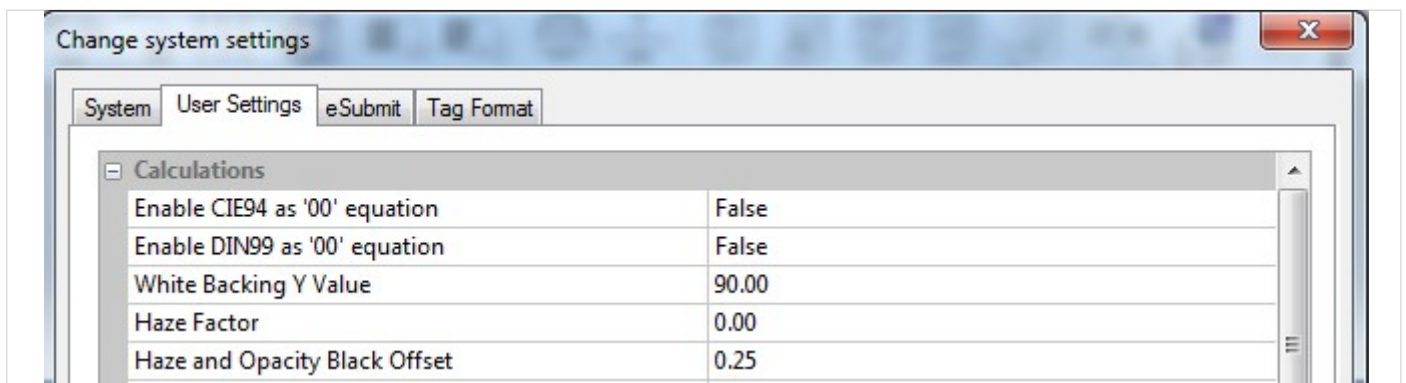 Change system settings
System User Settings eSubmit Tag Format
Calculations
Enable CIE94 as '00' equation False
Enable DIN99 as '00' equation False
White Backing Y Value 90.00
Haze Factor 0.00
Haze and Opacity Black Offset 0.25